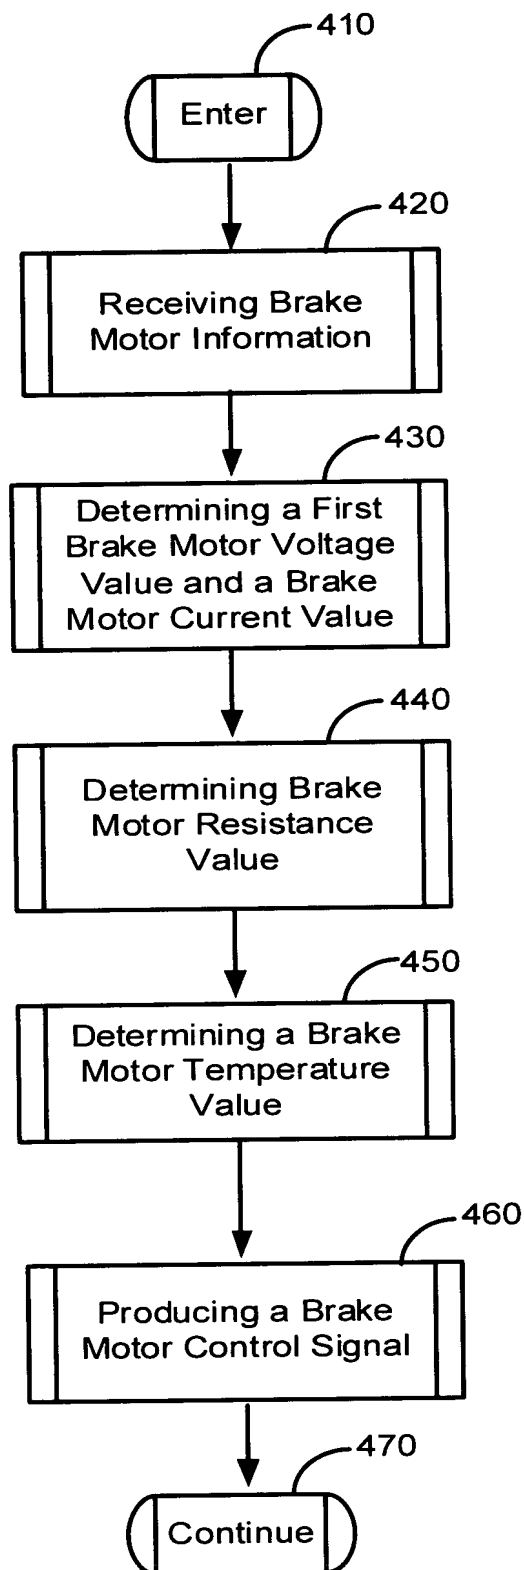 410
Enter
420
Receiving Brake
Motor Information
430
Determining a First
Brake Motor Voltage
Value and a Brake
Motor Current Value
440
Determining Brake
Motor Resistance
Value
450
Determining a Brake
Motor Temperature
Value
460
Producing a Brake
Motor Control Signal
470
Continue